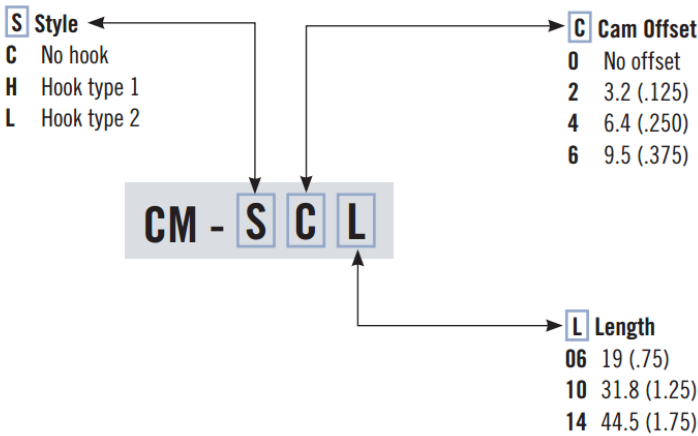 S Style
C No hook
H Hook type 1
L Hook type 2
C Cam Offset
0 No offset
2 3.2 (.125)
4 6.4 (.250)
6 9.5 (.375)
CM - S C L
L Length
06 19 (.75)
10 31.8 (1.25)
14 44.5 (1.75)